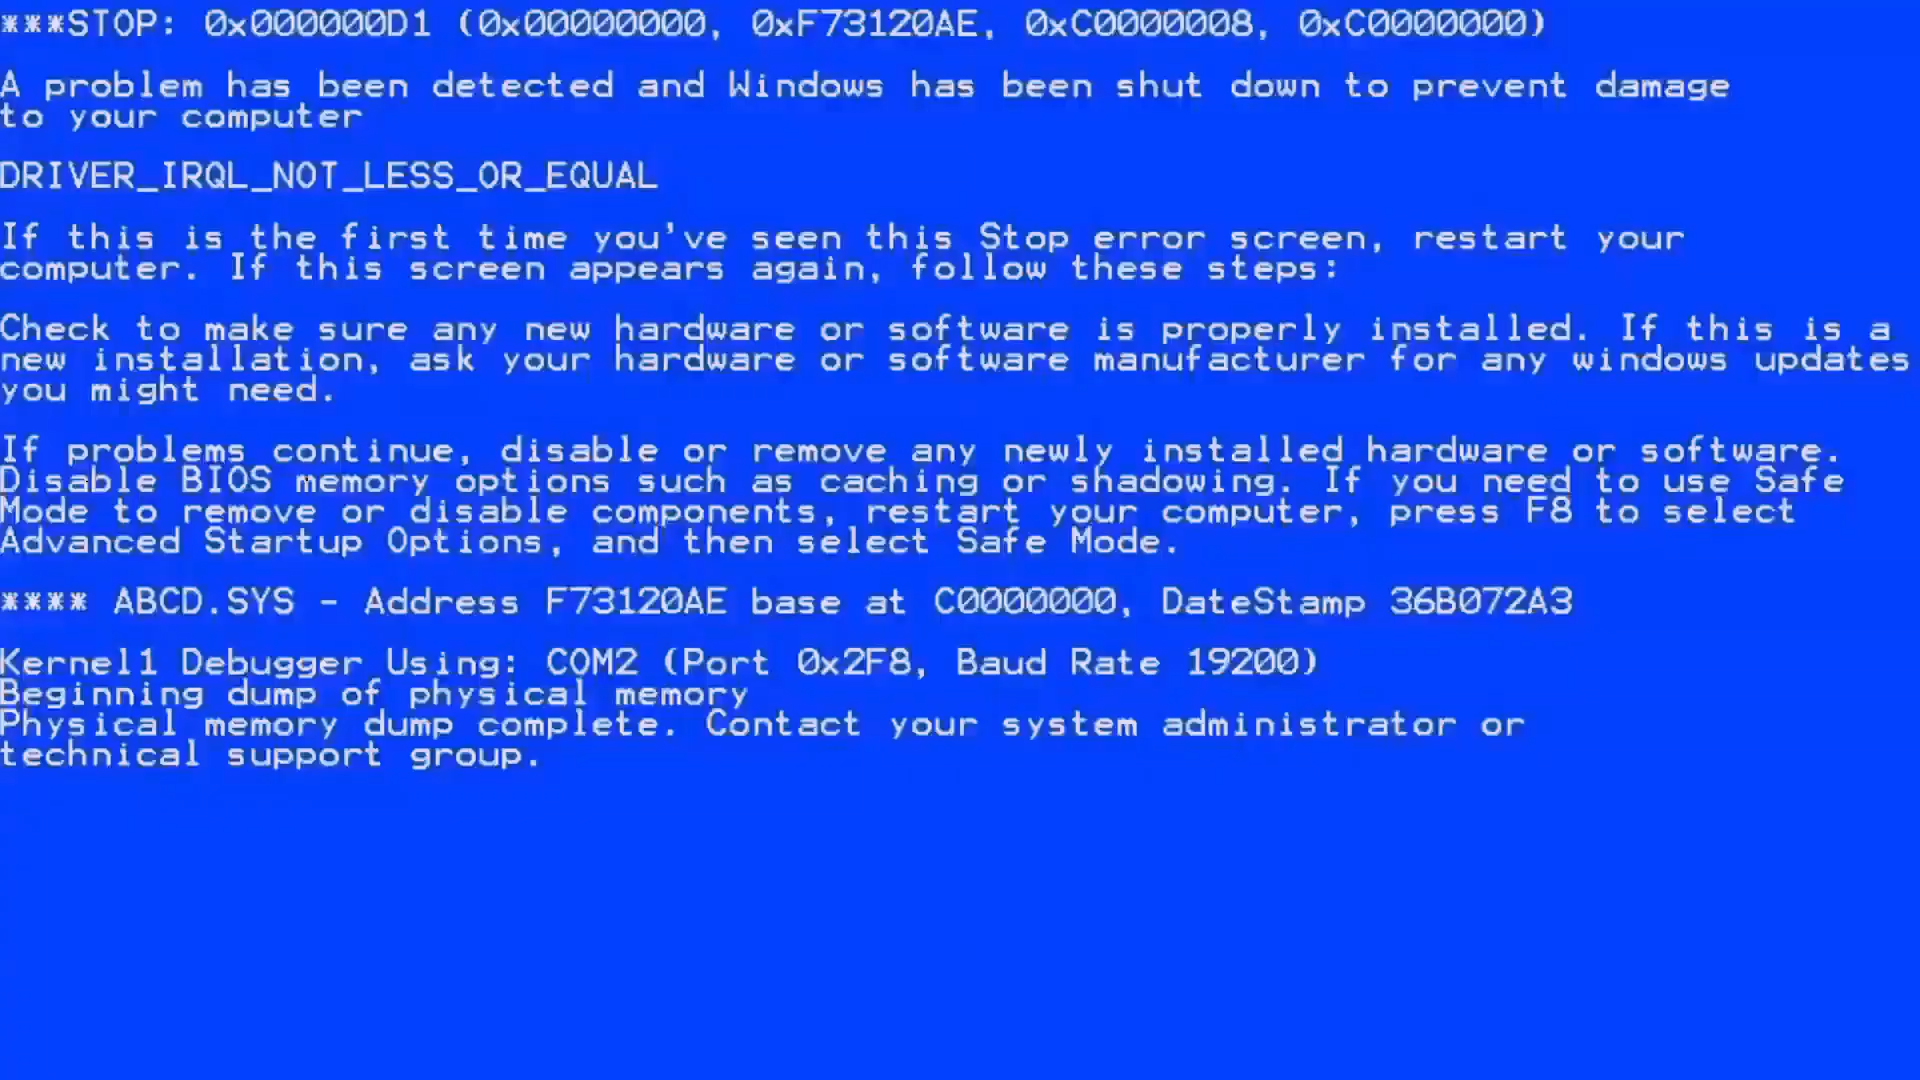 ***STOP: 0x000000D1 (0x00000000, 0xF73120AE, 0xC0000008, 0xC0000000)
A problem has been detected and Windows has been shut down to prevent damage
to your computer
DRIVER_IRQL_NOT_LESS_OR_EQUAL
If this is the first time you've seen this Stop error screen, restart your
computer. If this screen appears again, follow these steps:
Check to make sure any new hardware or software is properly installed. If this is a
new installation, ask your hardware or software manufacturer for any windows updates
you might need.
If problems continue, disable or remove any newly installed hardware or software.
Disable BIOS memory options such as caching or shadowing. If you need to use Safe
Mode to remove or disable components, restart your computer, press F8 to select
Advanced Startup Options, and then select Safe Mode.
**** ABCD.SYS - Address F73120AE base at C0000000, DateStamp 36B072A3
Kernel1 Debugger Using: COM2 (Port 0x2F8, Baud Rate 19200)
Beginning dump of physical memory
Physical memory dump complete. Contact your system administrator or
technical support group.